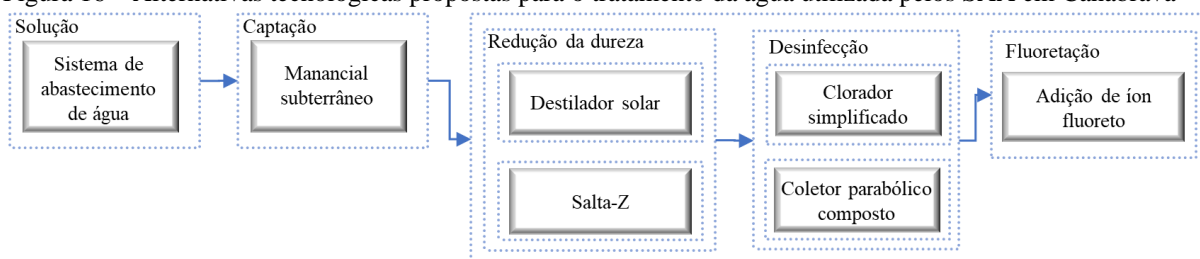 Solução
Sistema de
abastecimento
de água
Captação
Manancial
subterrâneo
Redução da dureza
Destilador solar
Salta-Z
Desinfecção
Clorador
simplificado
Coletor parabólico
composto
Fluoretação
Adição de íon
fluoreto